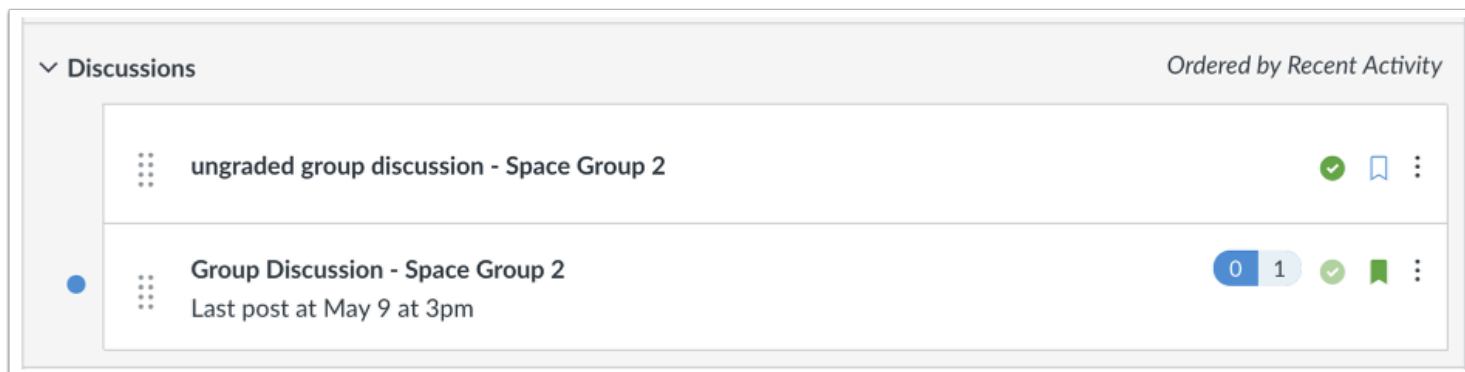 Discussions
Ordered by Recent Activity
ungraded group discussion - Space Group 2
Group Discussion - Space Group 2
0 1
Last post at May 9 at 3pm